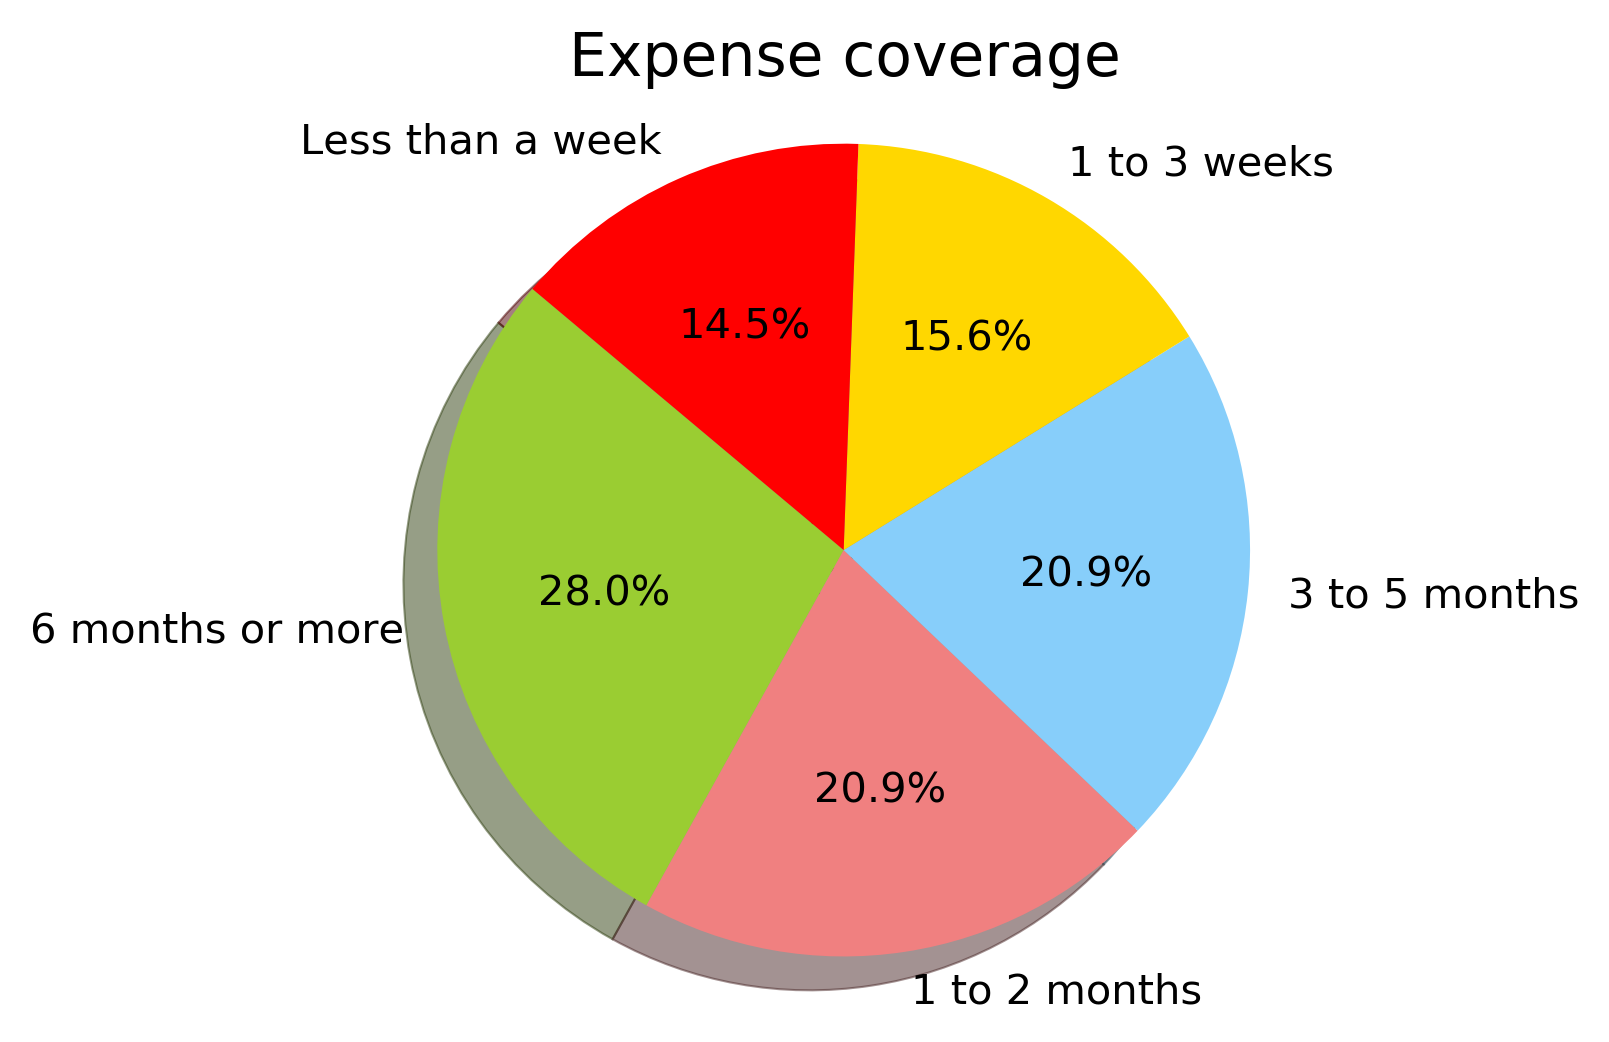 Expense coverage
Less than a week
1 to 3 weeks
14.5%
15.6%
20.9%
3 to 5 months
28.0%
6 months or more
20.9%
1 to 2 months